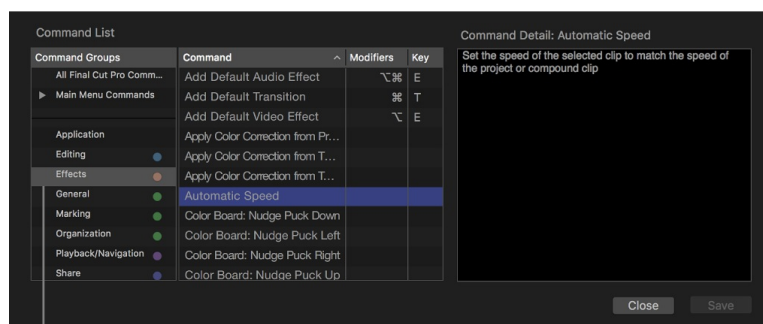 Command List
Command Detail: Automatic Speed
Command Groups
Command Modifiers Key
All Final Cut Pro Comm...
Main Menu Commands
Application
Editing
Effects
General
Marking
Organization
Playback/Navigation
Share
Add Default Audio Effect ⌥⌘ E
Add Default Transition ⌘ T
Add Default Video Effect ⌥ E
Apply Color Correction from Pr...
Apply Color Correction from T...
Apply Color Correction from T...
Automatic Speed
Color Board: Nudge Puck Down
Color Board: Nudge Puck Left
Color Board: Nudge Puck Right
Color Board: Nudge Puck Up
Set the speed of the selected clip to match the speed of
the project or compound clip
Close
Save